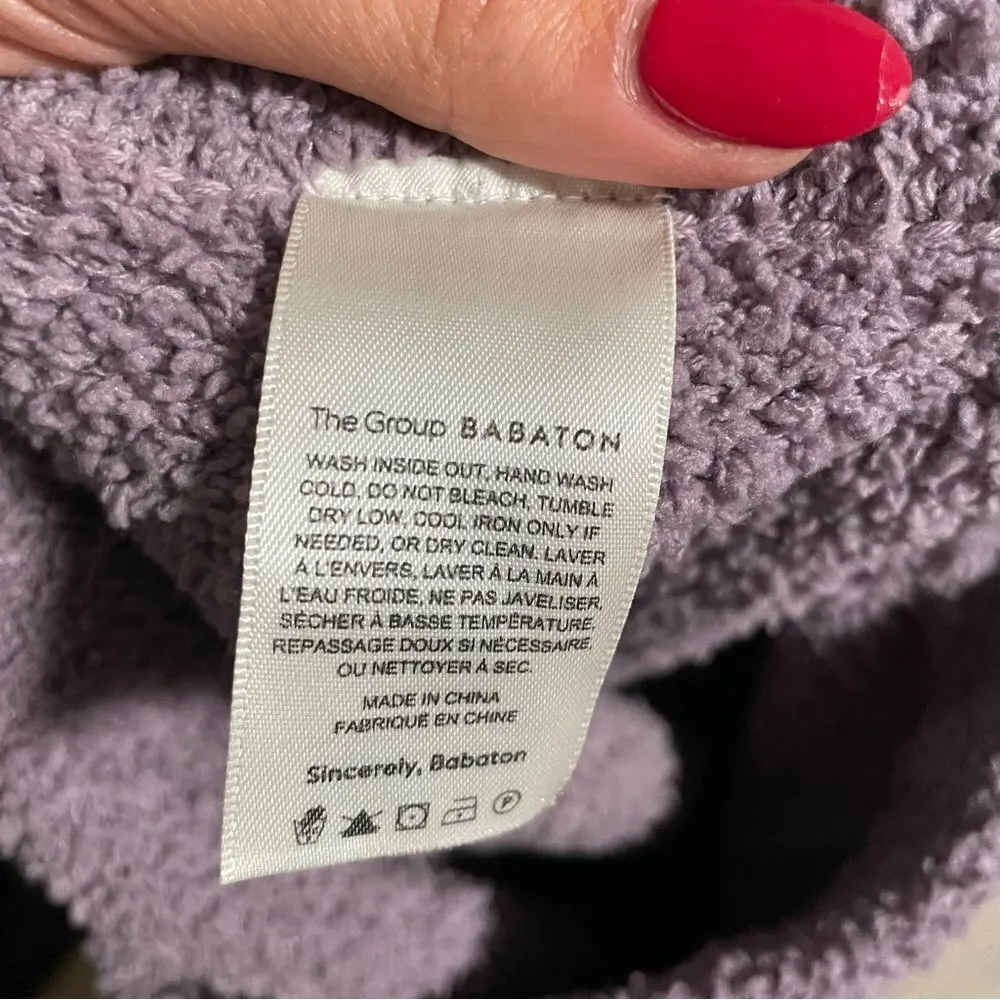 The Group BABATON
WASH INSIDE OUT, HAND WASH
COLD, DO NOT BLEACH, TUMBLE
DRY LOW, COOL IRON ONLY IF
NEEDED, OR DRY CLEAN. LAVER
À L'ENVERS, LAVER À LA MAIN À
L'EAU FROIDE, NE PAS JAVELISER,
SÉCHER À BASSE TEMPÉRATURE,
REPASSAGE DOUX SI NÉCESSAIRE,
OU NETTOYER À SEC.
MADE IN CHINA
FABRIQUÉ EN CHINE
Sincerely, Babaton
P